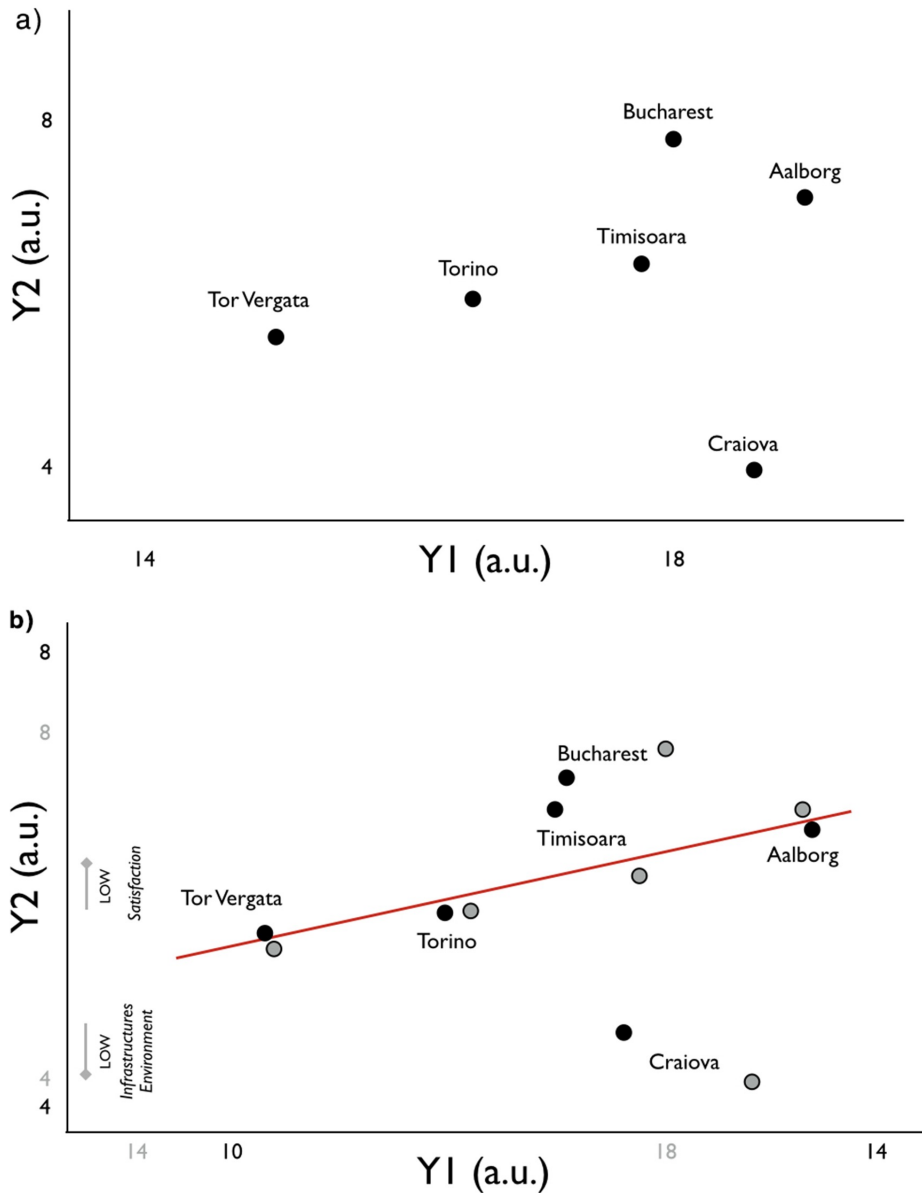 a)
8
Bucharest
Aalborg
Y2 (a.u.)
Timisoara
Torino
Tor Vergata
4
Craiova
14
Y1 (a.u.)
18
b)
8
8
Bucharest
Y2 (a.u.)
Timisoara
Aalborg
LOW
Satisfaction
Tor Vergata
Torino
LOW
Infrastructures
Environment
Craiova
4
4
14
10
Y1 (a.u.)
18
14